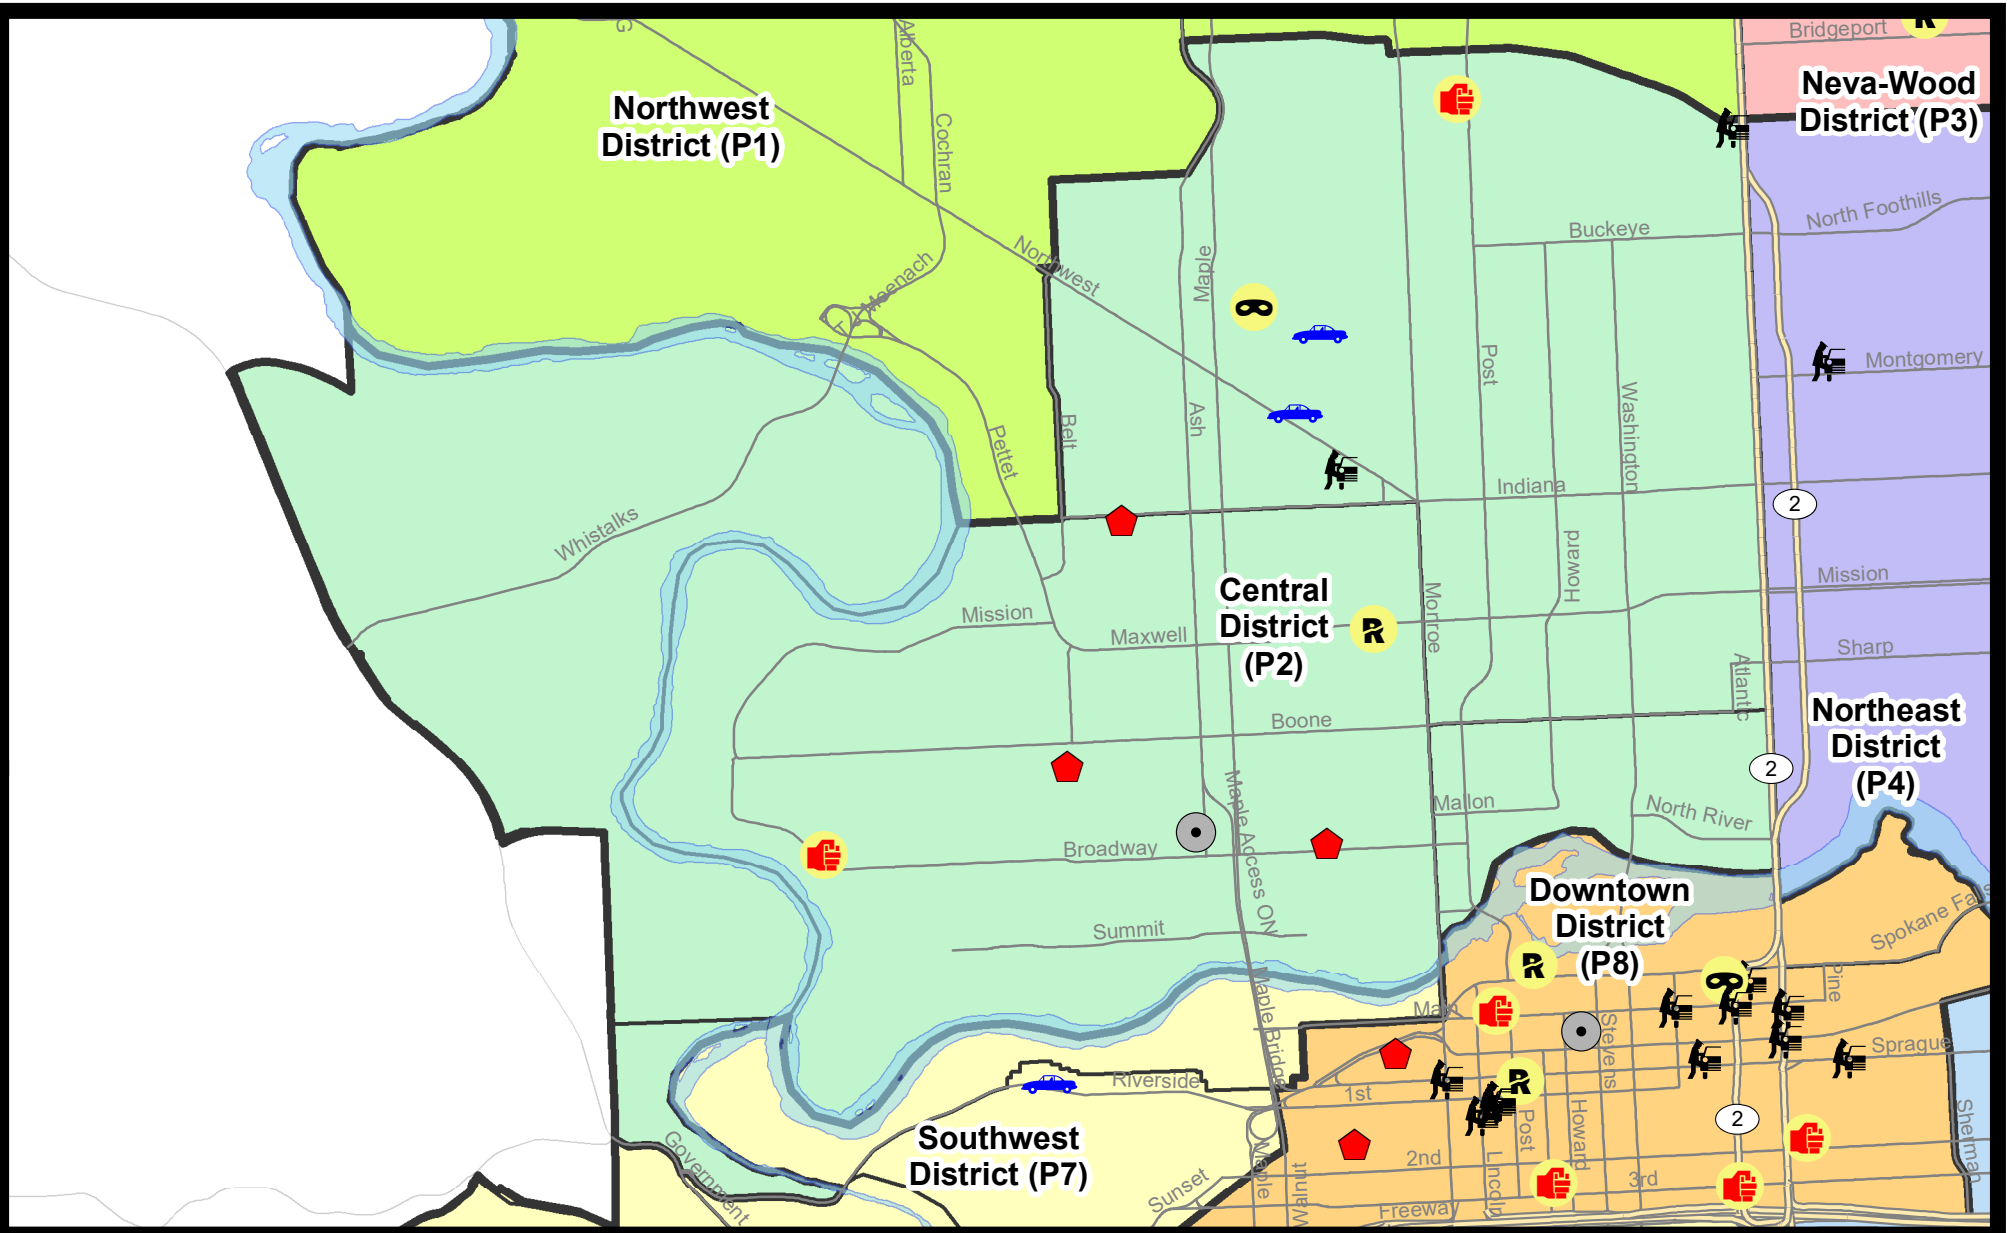 G
Alberta
Cochran
Bridgeport
R
Neva-Wood
District (P3)
Northwest
District (P1)
North Foothills
Buckeye
Northwest
Maple
T J Meenach
Post
Montgomery
Washington
Ash
Belt
Pettet
Indiana
2
Whistalks
Howard
Mission
Central
District
(P2)
R
Monroe
Mission
Maxwell
Sharp
Atlantic
Boone
Northeast
District
(P4)
2
Maple Access ON
Mallon
North River
Broadway
Downtown
District
(P8)
Summit
Spokane Fa
R
Pine
Maple Bridge
Main
Stevens
Sprague
R
Riverside
1st
Howard
Post
2
Sherman
Government
Southwest
District (P7)
Maple
Walnut
2nd
Lincoln
3rd
Sunset
Freeway